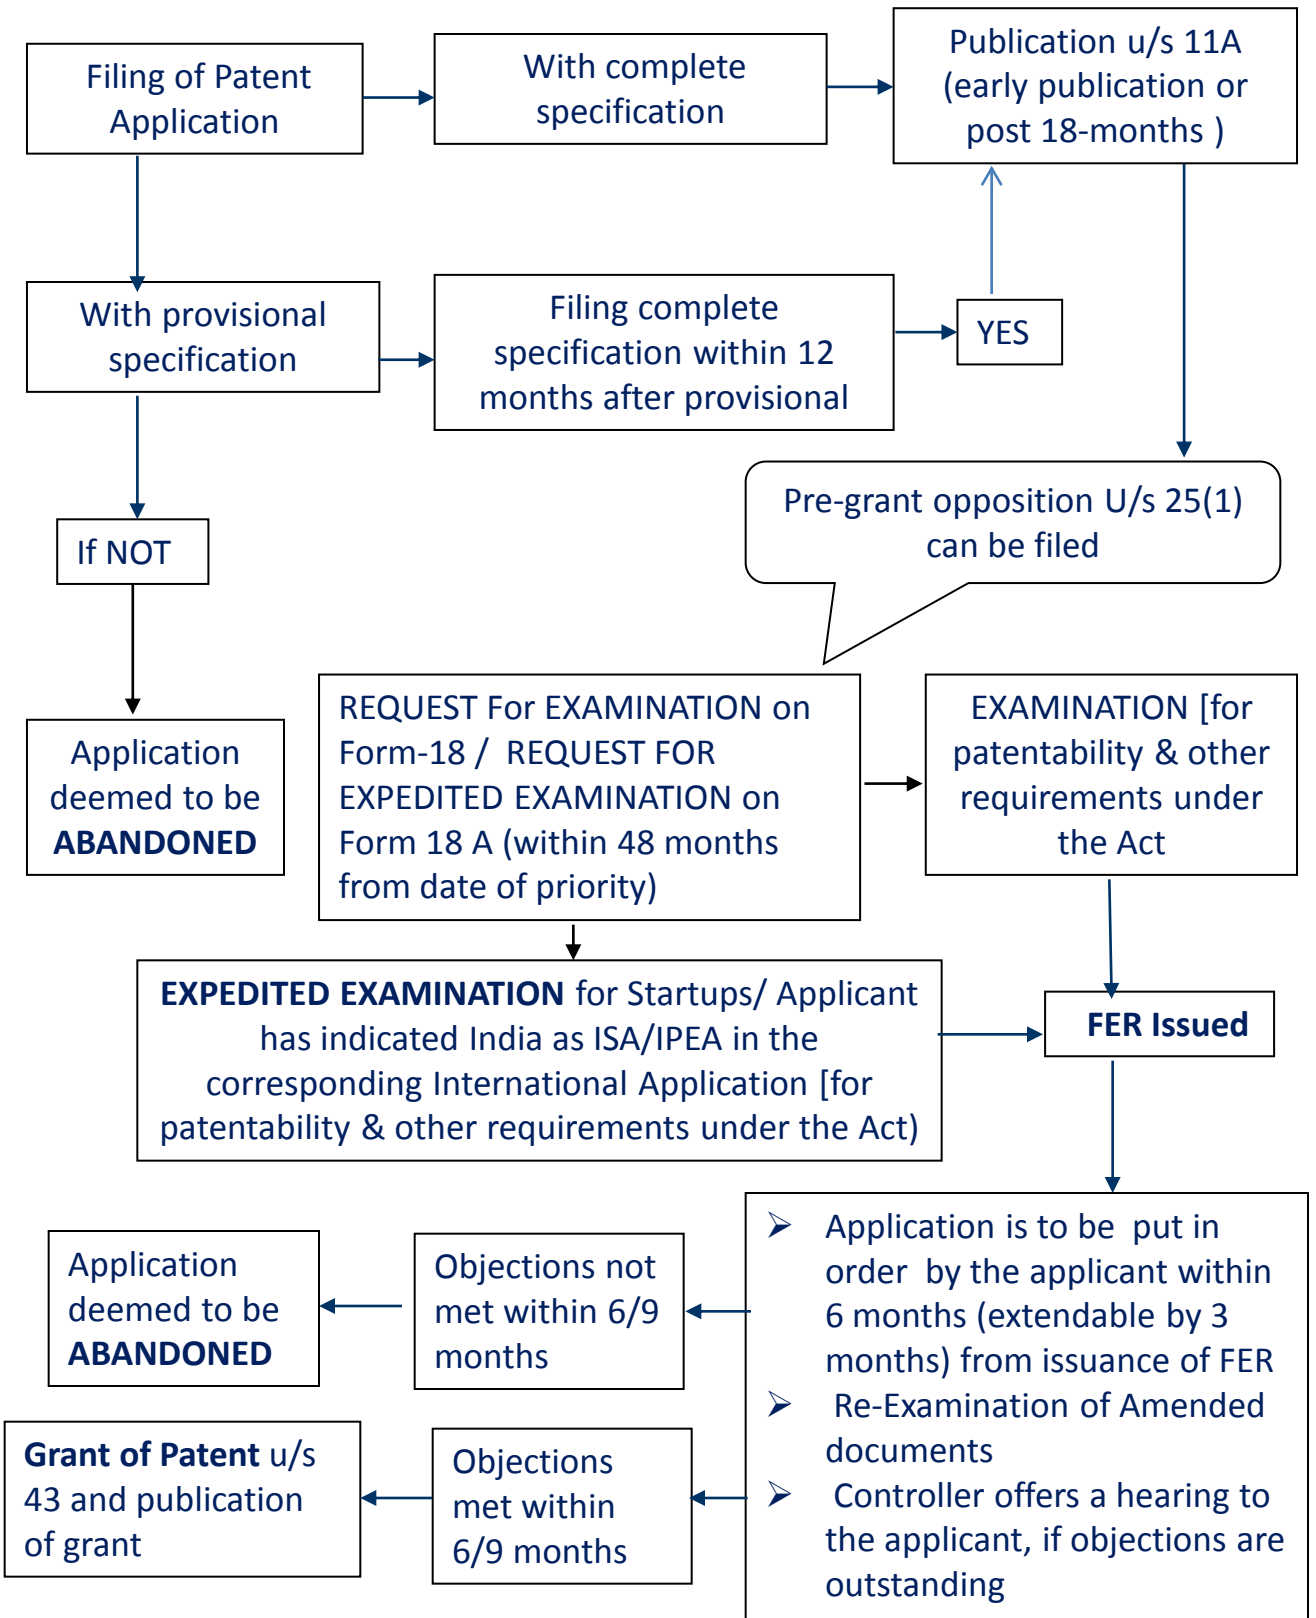 Filing of Patent
Application
With complete
specification
Publication u/s 11A
(early publication or
post 18-months )
With provisional
specification
Filing complete
specification within 12
months after provisional
YES
If NOT
Pre-grant opposition U/s 25(1)
can be filed
Application
deemed to be
ABANDONED
REQUEST For EXAMINATION on
Form-18 / REQUEST FOR
EXPEDITED EXAMINATION on
Form 18 A (within 48 months
from date of priority)
EXAMINATION [for
patentability & other
requirements under
the Act
EXPEDITED EXAMINATION for Startups/ Applicant
has indicated India as ISA/IPEA in the
corresponding International Application [for
patentability & other requirements under the Act)
FER Issued
➢ Application is to be put in
order by the applicant within
6 months (extendable by 3
months) from issuance of FER
➢ Re-Examination of Amended
documents
➢ Controller offers a hearing to
the applicant, if objections are
outstanding
Objections not
met within 6/9
months
Application
deemed to be
ABANDONED
Objections
met within
6/9 months
Grant of Patent u/s
43 and publication
of grant